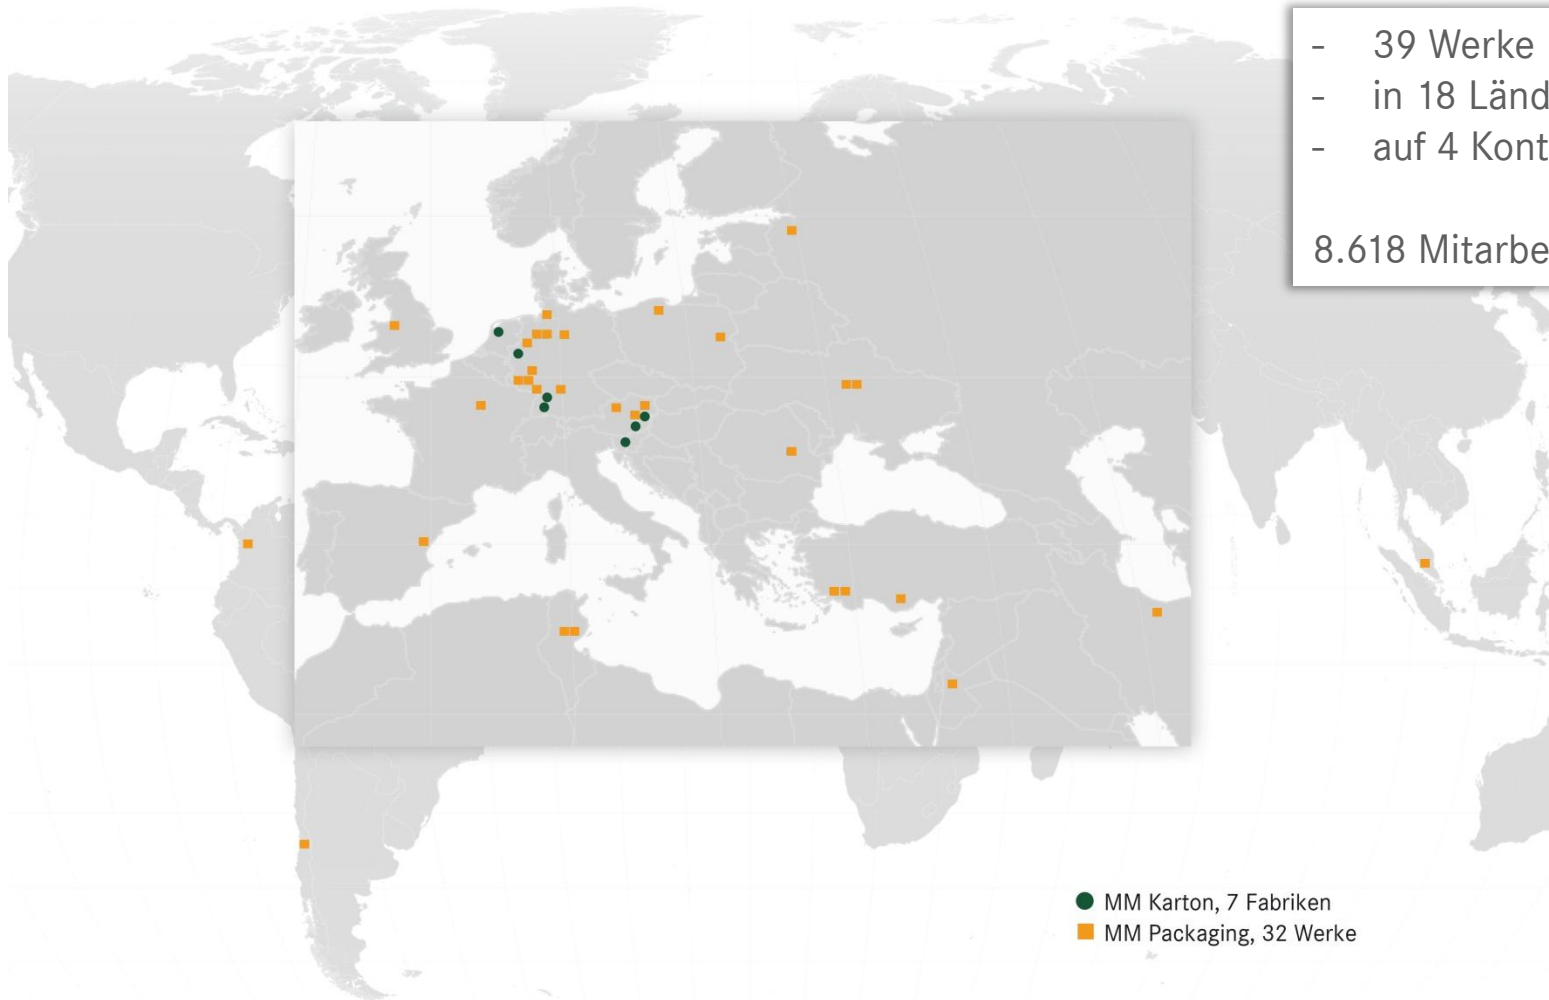 - 39 Werke
- in 18 Länd
- auf 4 Kont
8.618 Mitarbe
MM Karton, 7 Fabriken
MM Packaging, 32 Werke